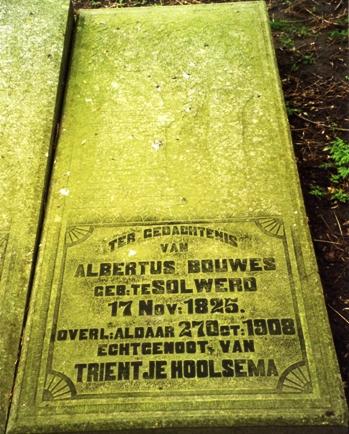 TER GEDACHTENIS
VAN
ALBERTUS BOUWES
GEB: TE SOLWERD
17 NOV: 1825.
OVERL: ALDAAR 27 OCT: 1908
ECHTGENOOT VAN
TRIENTJE HOOLSEMA